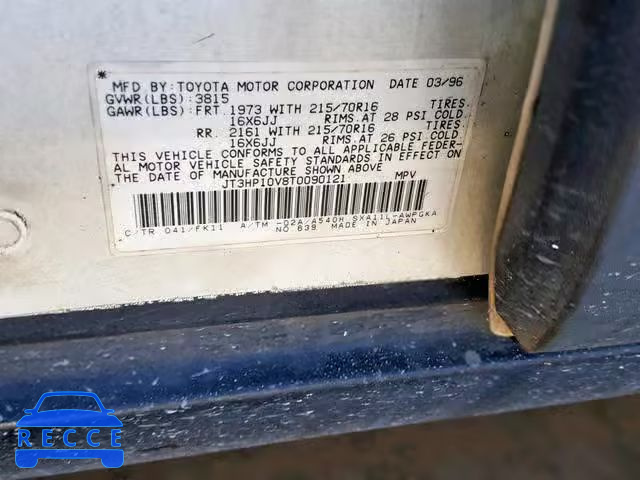 MFD BY:TOYOTA MOTOR CORPORATION DATE 03/96
GVWR(LBS):3815
GAWR(LBS):FRT 1973 WITH 215/70R16 TIRES
16X6JJ RIMS.AT 28 PSI COLD
RR. 2161 WITH 215/70R16 TIRES
16X6JJ RIMS.AT 26 PSI COLD.
THIS VEHICLE CONFORMS TO ALL APPLICABLE FEDER-
AL MOTOR VEHICLE SAFETY STANDARDS IN EFFECT ON
THE DATE OF MANUFACTURE SHOWN ABOVE
JT3HP10V8T0090121 MPV
C/TR 041/FK11 A/TM -02A/A540H SXA11L-AWPGKA
NO 639 MADE IN JAPAN
RECCE